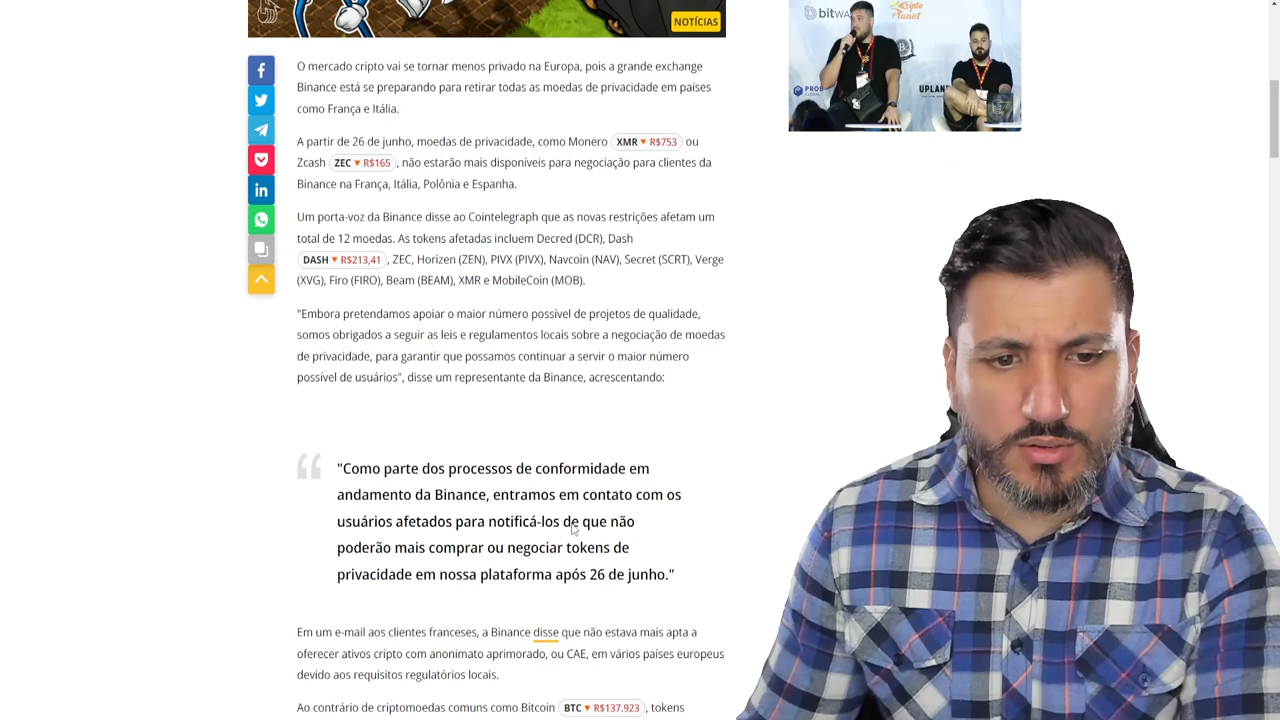 NOTÍCIAS
O mercado cripto vai se tornar menos privado na Europa, pois a grande exchange
Binance está se preparando para retirar todas as moedas de privacidade em países
como França e Itália.
A partir de 26 de junho, moedas de privacidade, como Monero XMR ▼ R$753 ou
Zcash ZEC ▼ R$165 , não estarão mais disponíveis para negociação para clientes da
Binance na França, Itália, Polônia e Espanha.
Um porta-voz da Binance disse ao Cointelegraph que as novas restrições afetam um
total de 12 moedas. As tokens afetadas incluem Decred (DCR), Dash
DASH ▼ R$213,41 , ZEC, Horizen (ZEN), PIVX (PIVX), Navcoin (NAV), Secret (SCRT), Verge
(XVG), Firo (FIRO), Beam (BEAM), XMR e MobileCoin (MOB).
"Embora pretendamos apoiar o maior número possível de projetos de qualidade,
somos obrigados a seguir as leis e regulamentos locais sobre a negociação de moedas
de privacidade, para garantir que possamos continuar a servir o maior número
possível de usuários", disse um representante da Binance, acrescentando:
"Como parte dos processos de conformidade em
andamento da Binance, entramos em contato com os
usuários afetados para notificá-los de que não
poderão mais comprar ou negociar tokens de
privacidade em nossa plataforma após 26 de junho."
Em um e-mail aos clientes franceses, a Binance disse que não estava mais apta a
oferecer ativos cripto com anonimato aprimorado, ou CAE, em vários países europeus
devido aos requisitos regulatórios locais.
Ao contrário de criptomoedas comuns como Bitcoin BTC ▼ R$137.923 , tokens